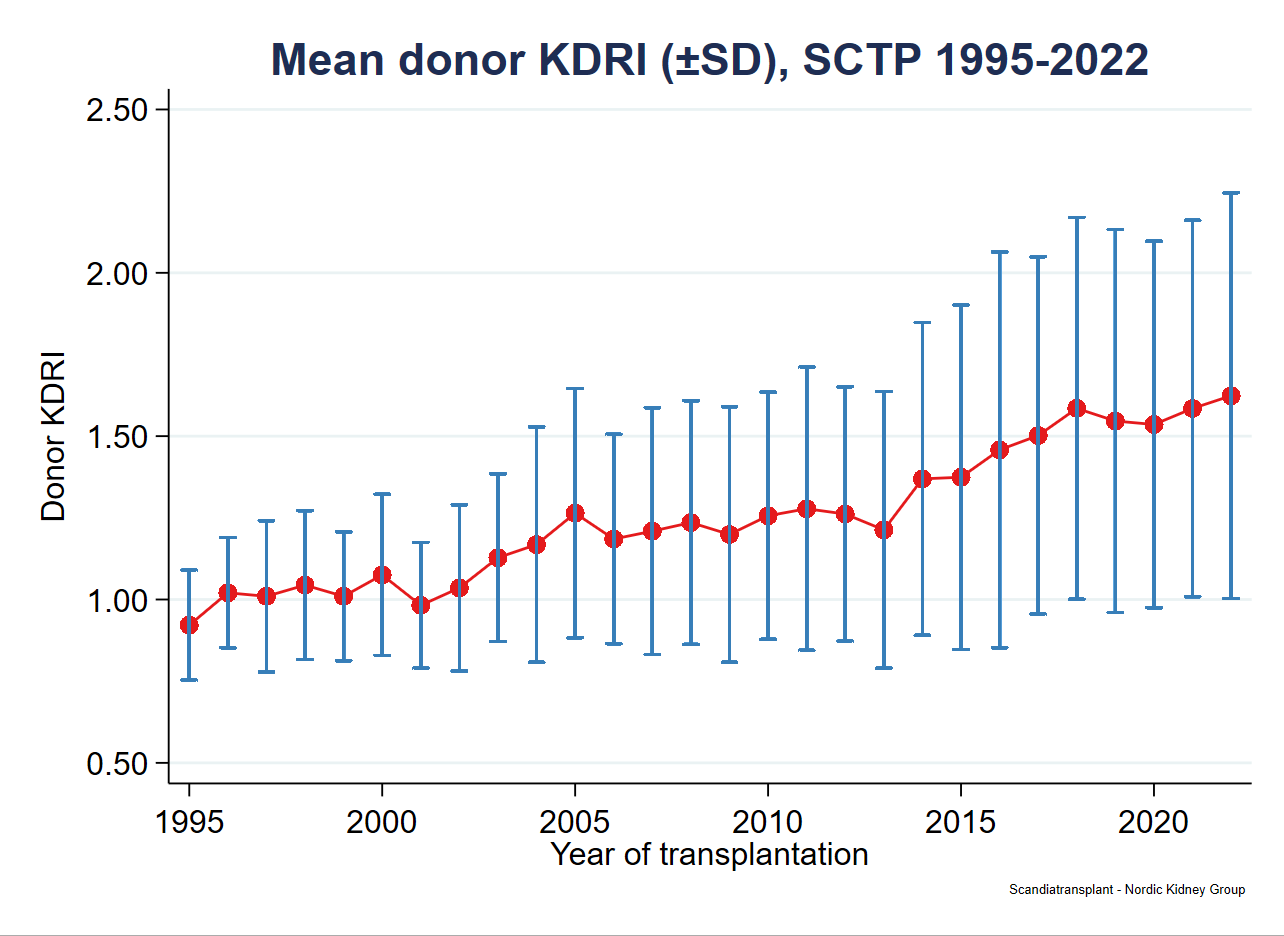 Mean donor KDRI (±SD), SCTP 1995-2022
2.50
2.00
1.50
1.00
0.50
Donor KDRI
1995 2000 2005 2010 2015 2020
Year of transplantation
Scandiatransplant - Nordic Kidney Group